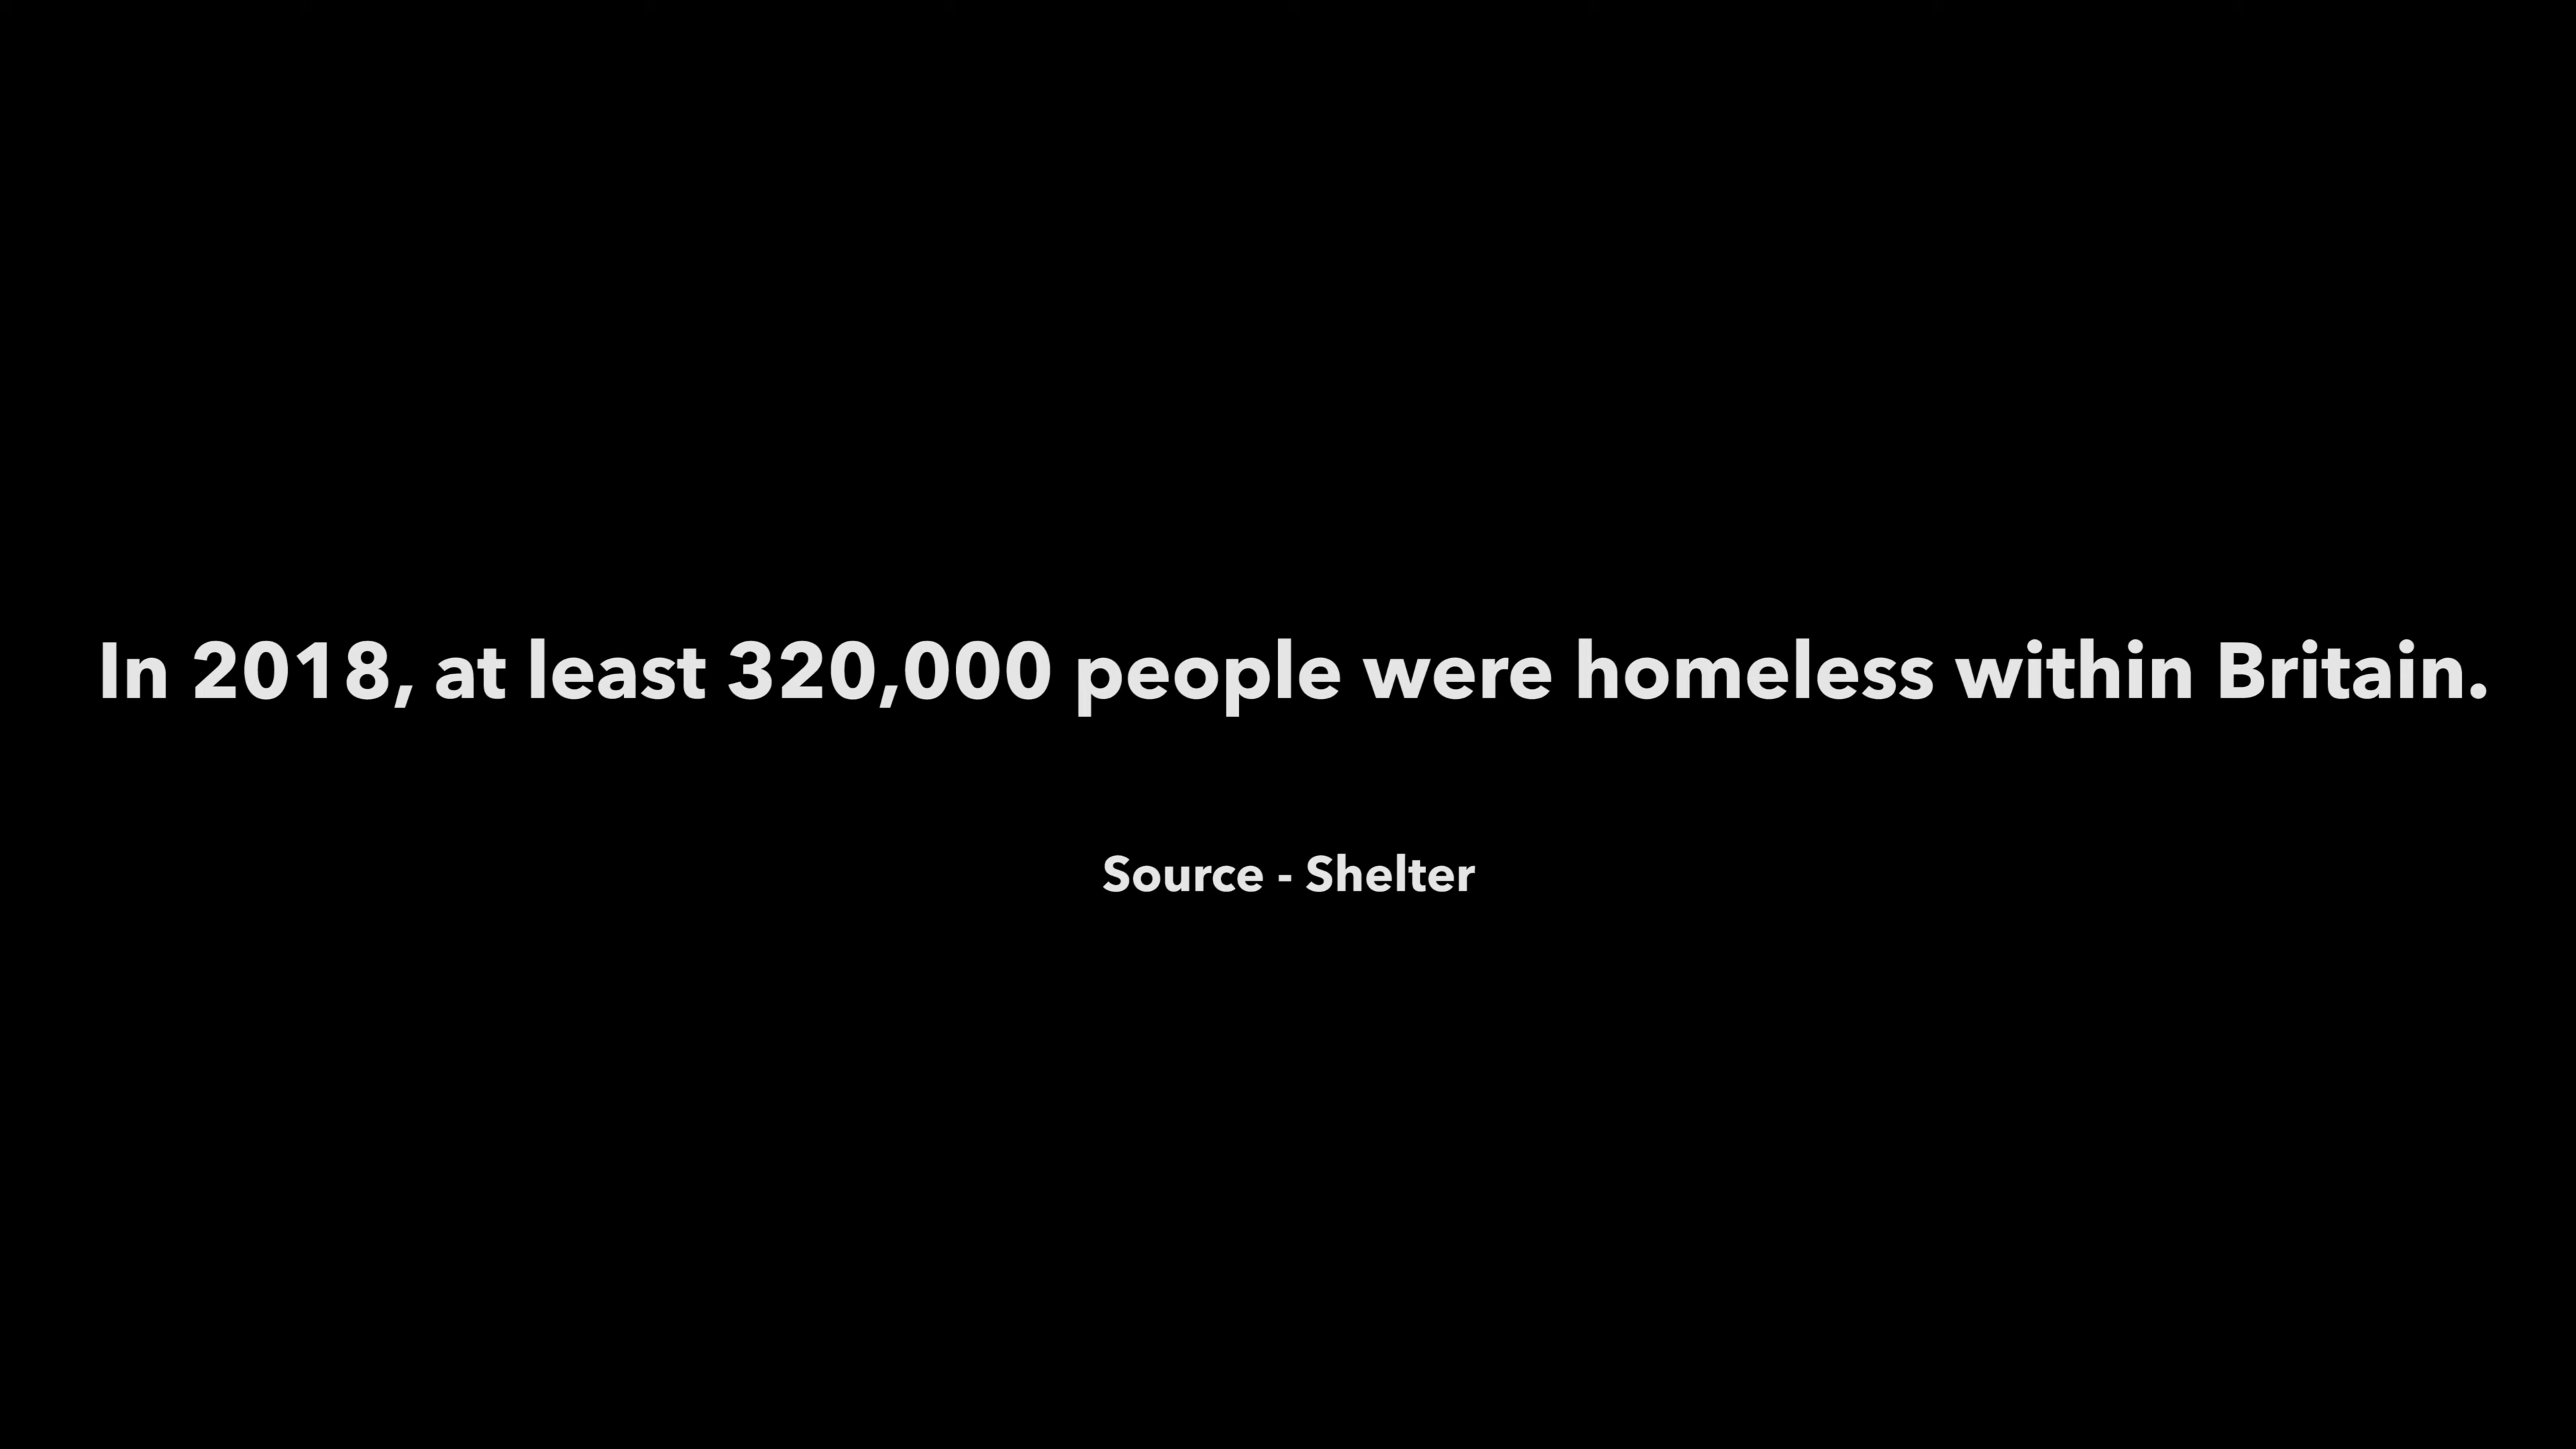 In 2018, at least 320,000 people were homeless within Britain.
Source - Shelter